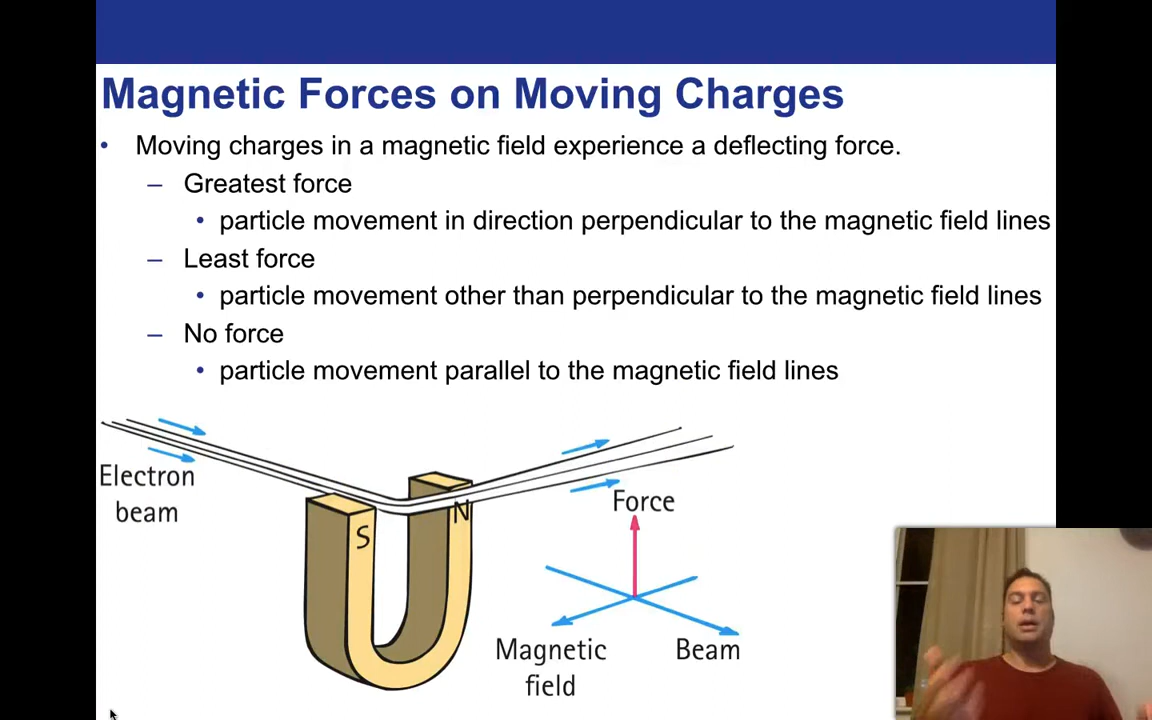 Magnetic Forces on Moving Charges
• Moving charges in a magnetic field experience a deflecting force.
– Greatest force
• particle movement in direction perpendicular to the magnetic field lines
– Least force
• particle movement other than perpendicular to the magnetic field lines
– No force
• particle movement parallel to the magnetic field lines
Electron
beam
S
N
Force
Magnetic
field
Beam